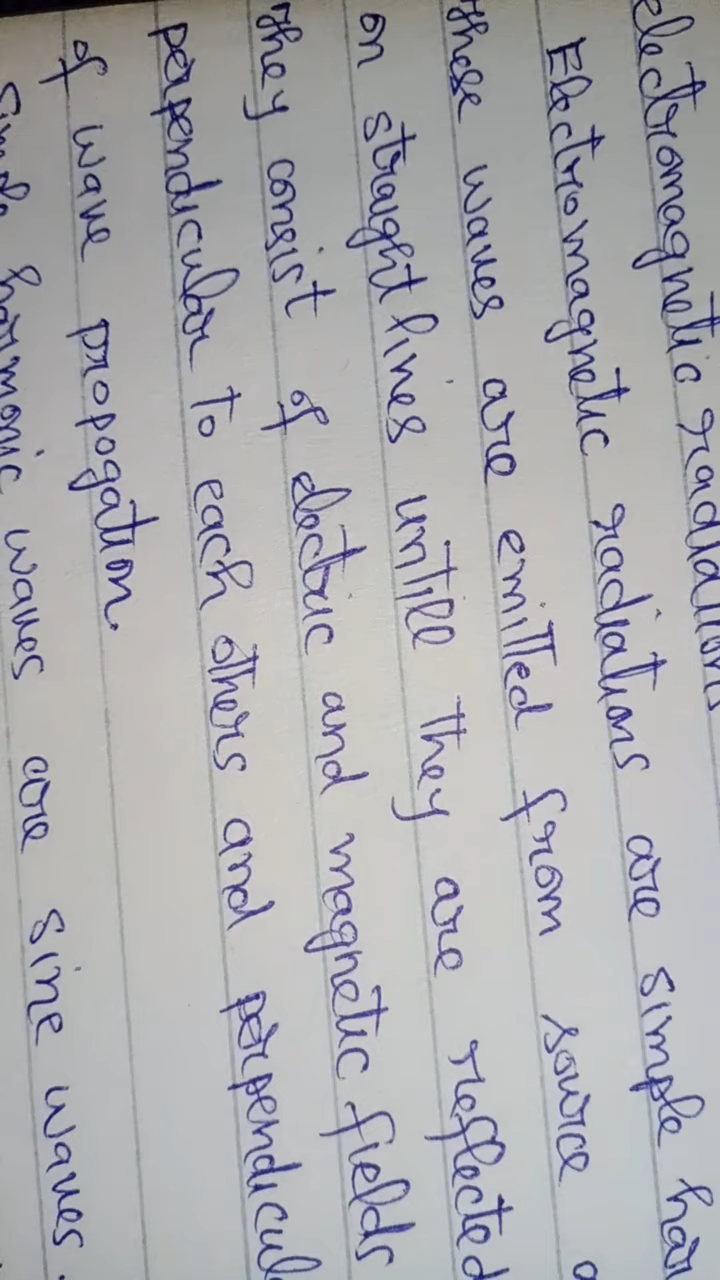 electromagnetic radiations
Electromagnetic radiations are simple har
these waves are emitted from source
on straight lines untill they are reflected
they consist of electric and magnetic fields
perpendicular to each others and perpendicul
of wave propogation.
Simple harmonic waves are sine waves.